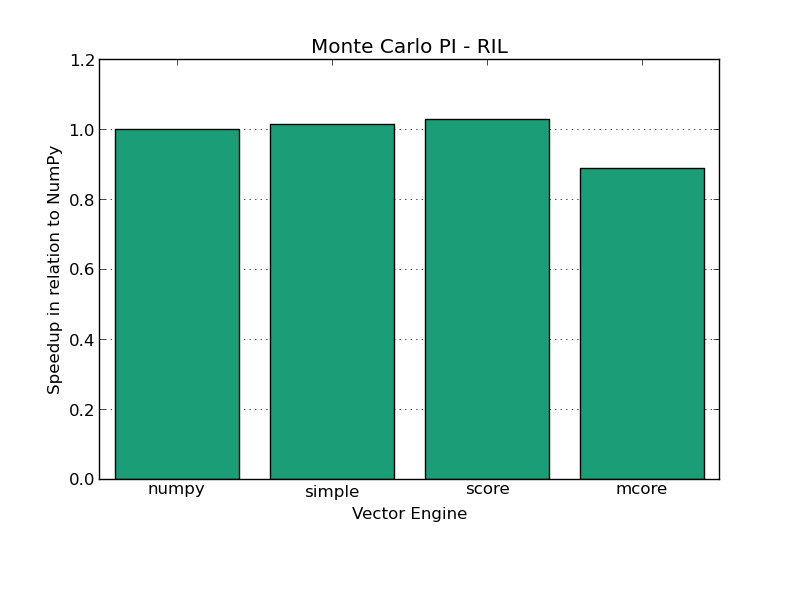 Monte Carlo PI - RIL
1.2
1.0
0.8
0.6
0.4
0.2
0.0
Speedup in relation to NumPy
numpy simple score mcore
Vector Engine